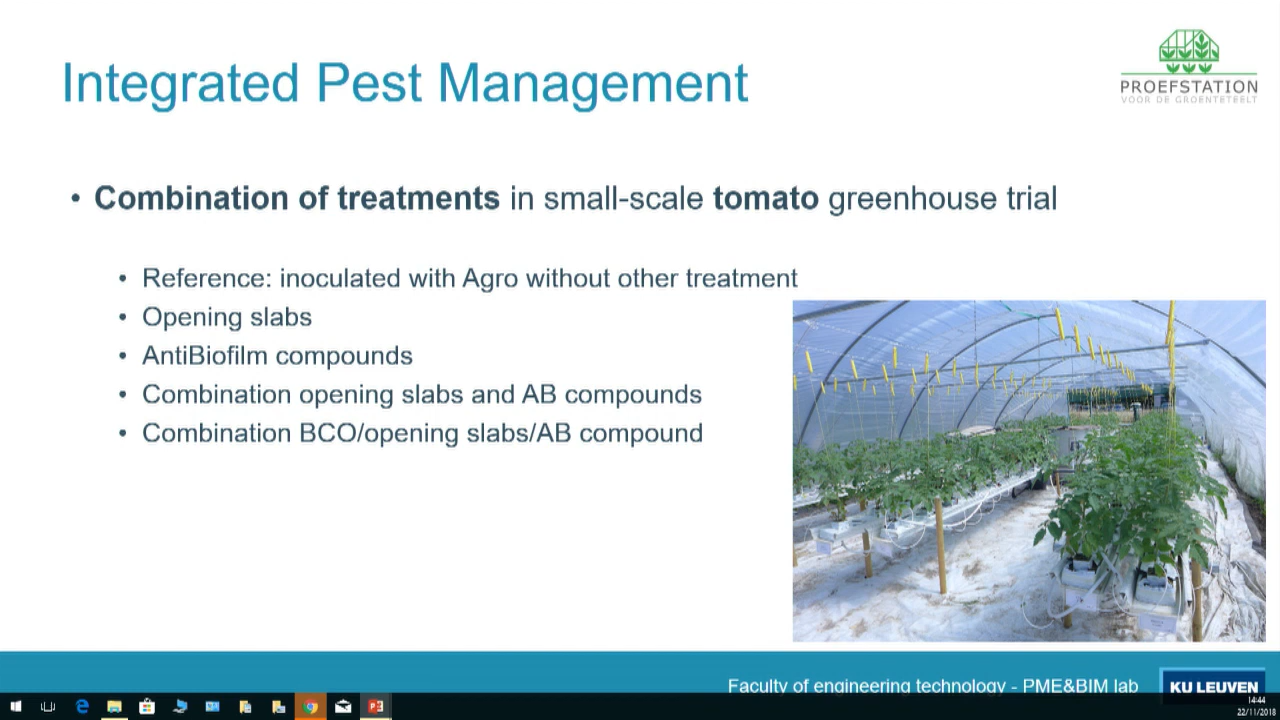 Integrated Pest Management
PROEFSTATION
VOOR DE GROENTETEELT
• Combination of treatments in small-scale tomato greenhouse trial
• Reference: inoculated with Agro without other treatment
• Opening slabs
• AntiBiofilm compounds
• Combination opening slabs and AB compounds
• Combination BCO/opening slabs/AB compound
Faculty of engineering technology - PME&BIM lab
KU LEUVEN
14:44
22/11/2018